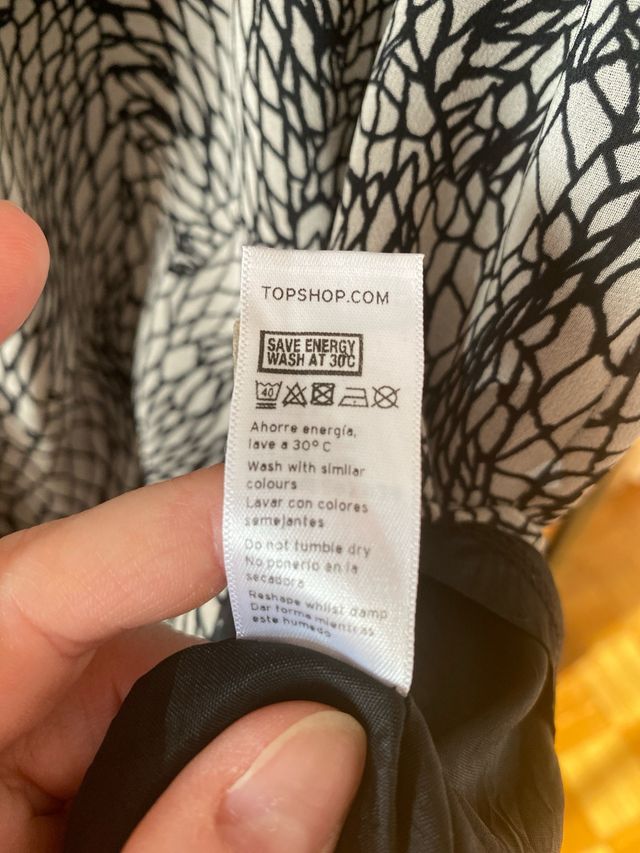 TOPSHOP.COM
SAVE ENERGY
WASH AT 30C
40
Ahorre energía,
lave a 30º C
Wash with similar
colours
Lavar con colores
semejantes
Do not tumble dry
No ponerlo en la
secadora
Reshape whilst damp
Dar forma mientras
este humedo